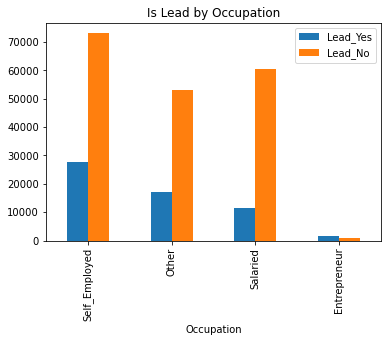 Is Lead by Occupation
Lead_Yes
Lead_No
70000
60000
50000
40000
30000
20000
10000
0
Self_Employed
Other
Salaried
Entrepreneur
Occupation